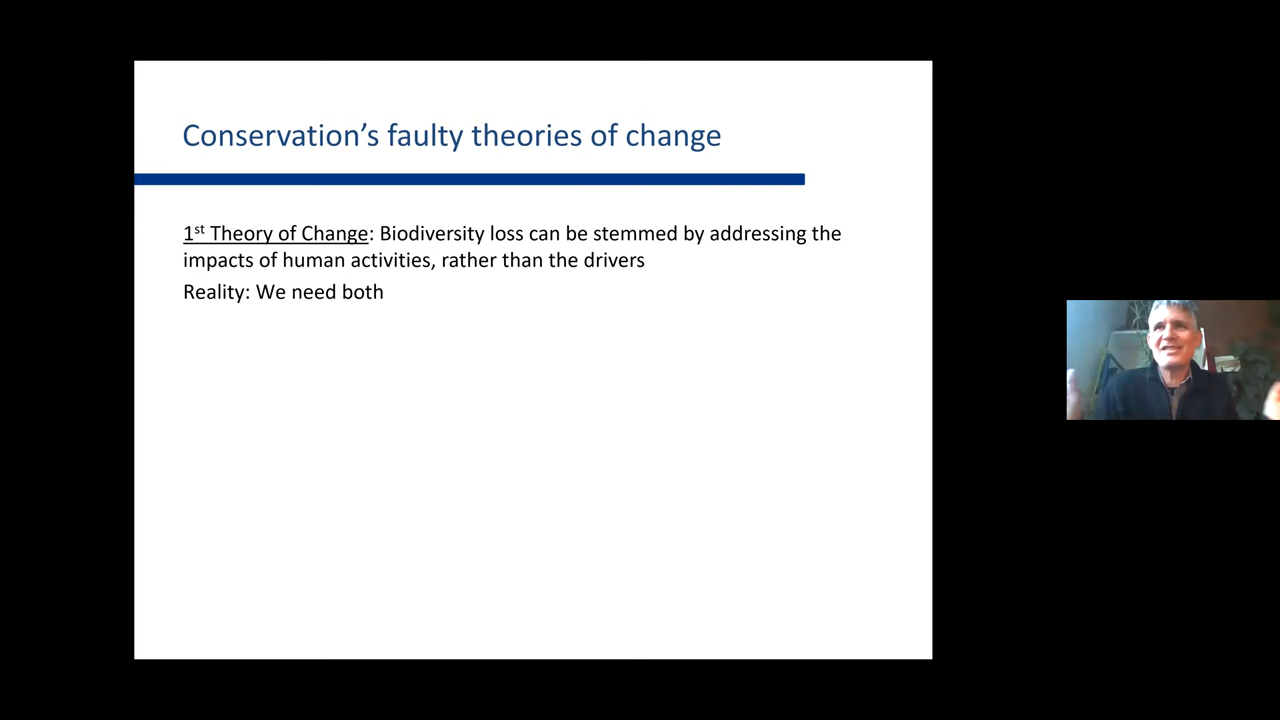 Conservation’s faulty theories of change
1st Theory of Change: Biodiversity loss can be stemmed by addressing the
impacts of human activities, rather than the drivers
Reality: We need both